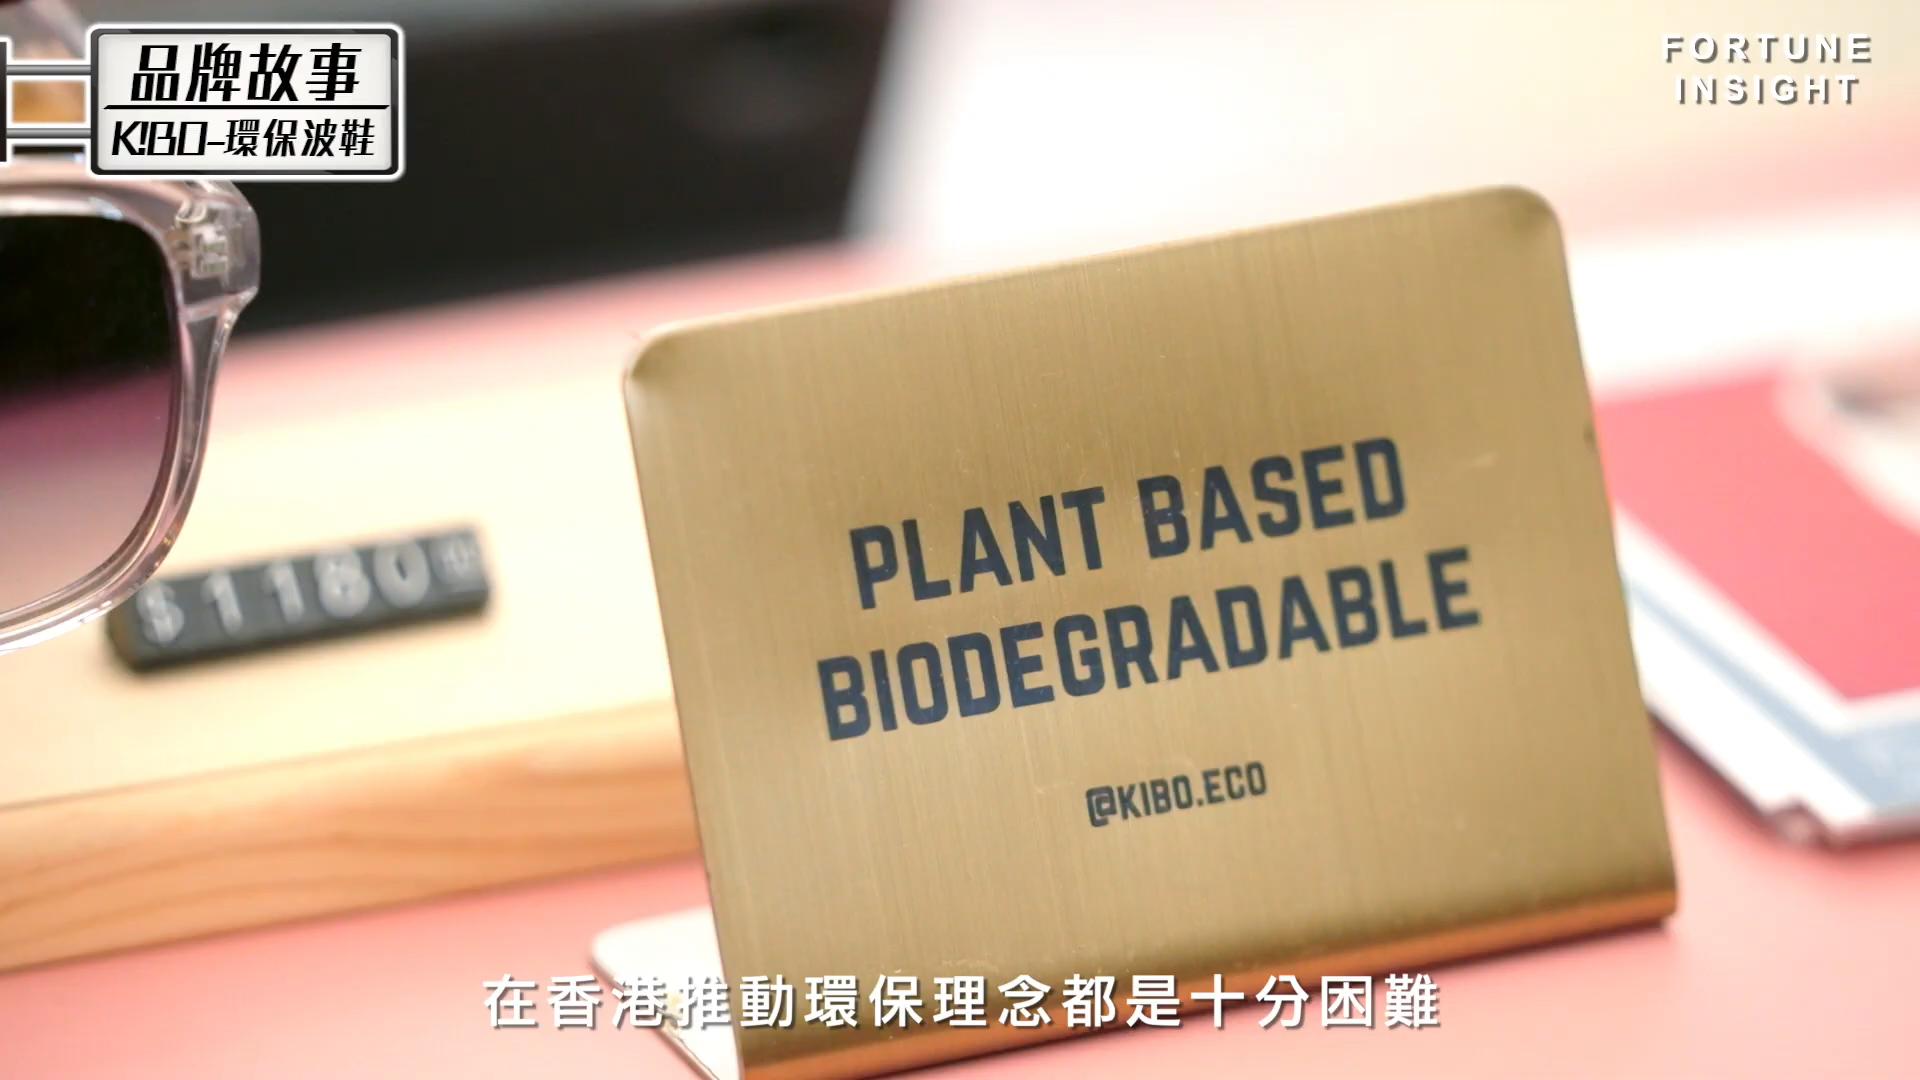 品牌故事
K!BO-環保波鞋
FORTUNE
INSIGHT
$1180
PLANT BASED
BIODEGRADABLE
@KIBO.ECO
在香港推動環保理念都是十分困難